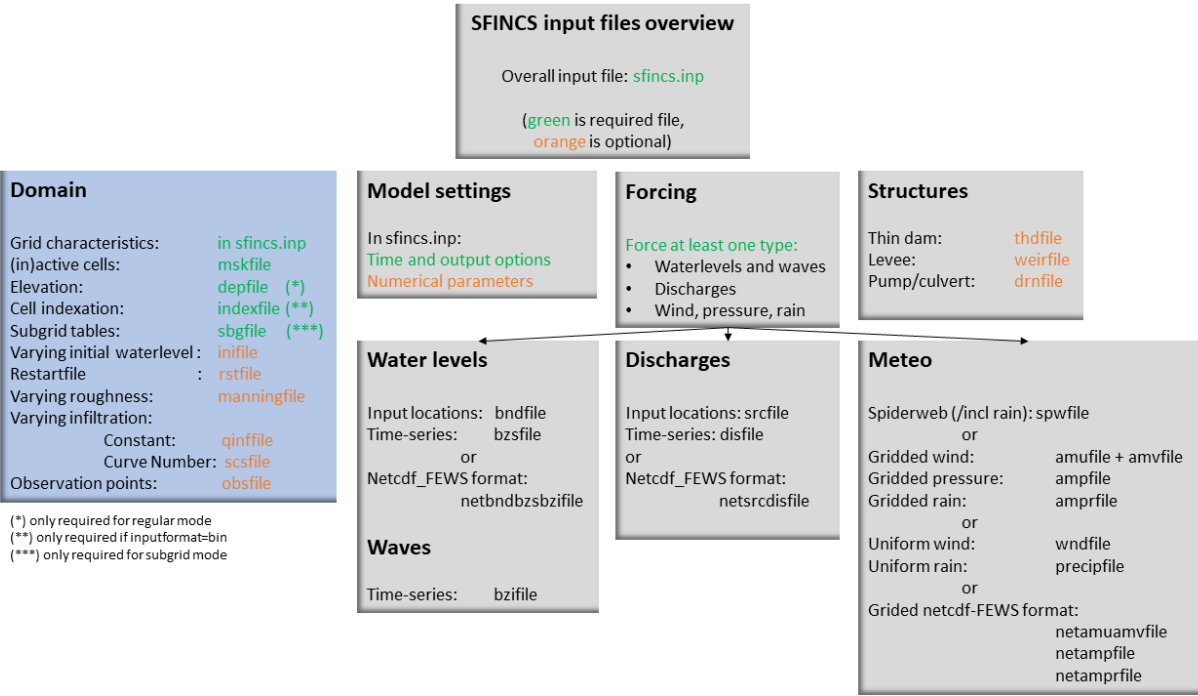 SFINCS input files overview
Overall input file: sfincs.inp
(green is required file,
orange is optional)
Domain
Grid characteristics: in sfincs.inp
(in)active cells: mskfile
Elevation: depfile (*)
Cell indexation: indexfile (**)
Subgrid tables: sbgfile (***)
Varying initial waterlevel : inifile
Restartfile : rstfile
Varying roughness: manningfile
Varying infiltration:
Constant: qinffile
Curve Number: scsfile
Observation points: obsfile
(*) only required for regular mode
(**) only required if inputformat=bin
(***) only required for subgrid mode
Model settings
In sfincs.inp:
Time and output options
Numerical parameters
Forcing
Force at least one type:
• Waterlevels and waves
• Discharges
• Wind, pressure, rain
Structures
Thin dam: thdfile
Levee: weirfile
Pump/culvert: drnfile
Water levels
Input locations: bndfile
Time-series: bzsfile
or
Netcdf_FEWS format:
netbndbzsbzifile
Waves
Time-series: bzifile
Discharges
Input locations: srcfile
Time-series: disfile
or
Netcdf_FEWS format:
netsrcdisfile
Meteo
Spiderweb (/incl rain): spwfile
or
Gridded wind: amufile + amvfile
Gridded pressure: ampfile
Gridded rain: amprfile
or
Uniform wind: wndfile
Uniform rain: precipfile
or
Grided netcdf-FEWS format:
netamuamvfile
netampfile
netamprfile